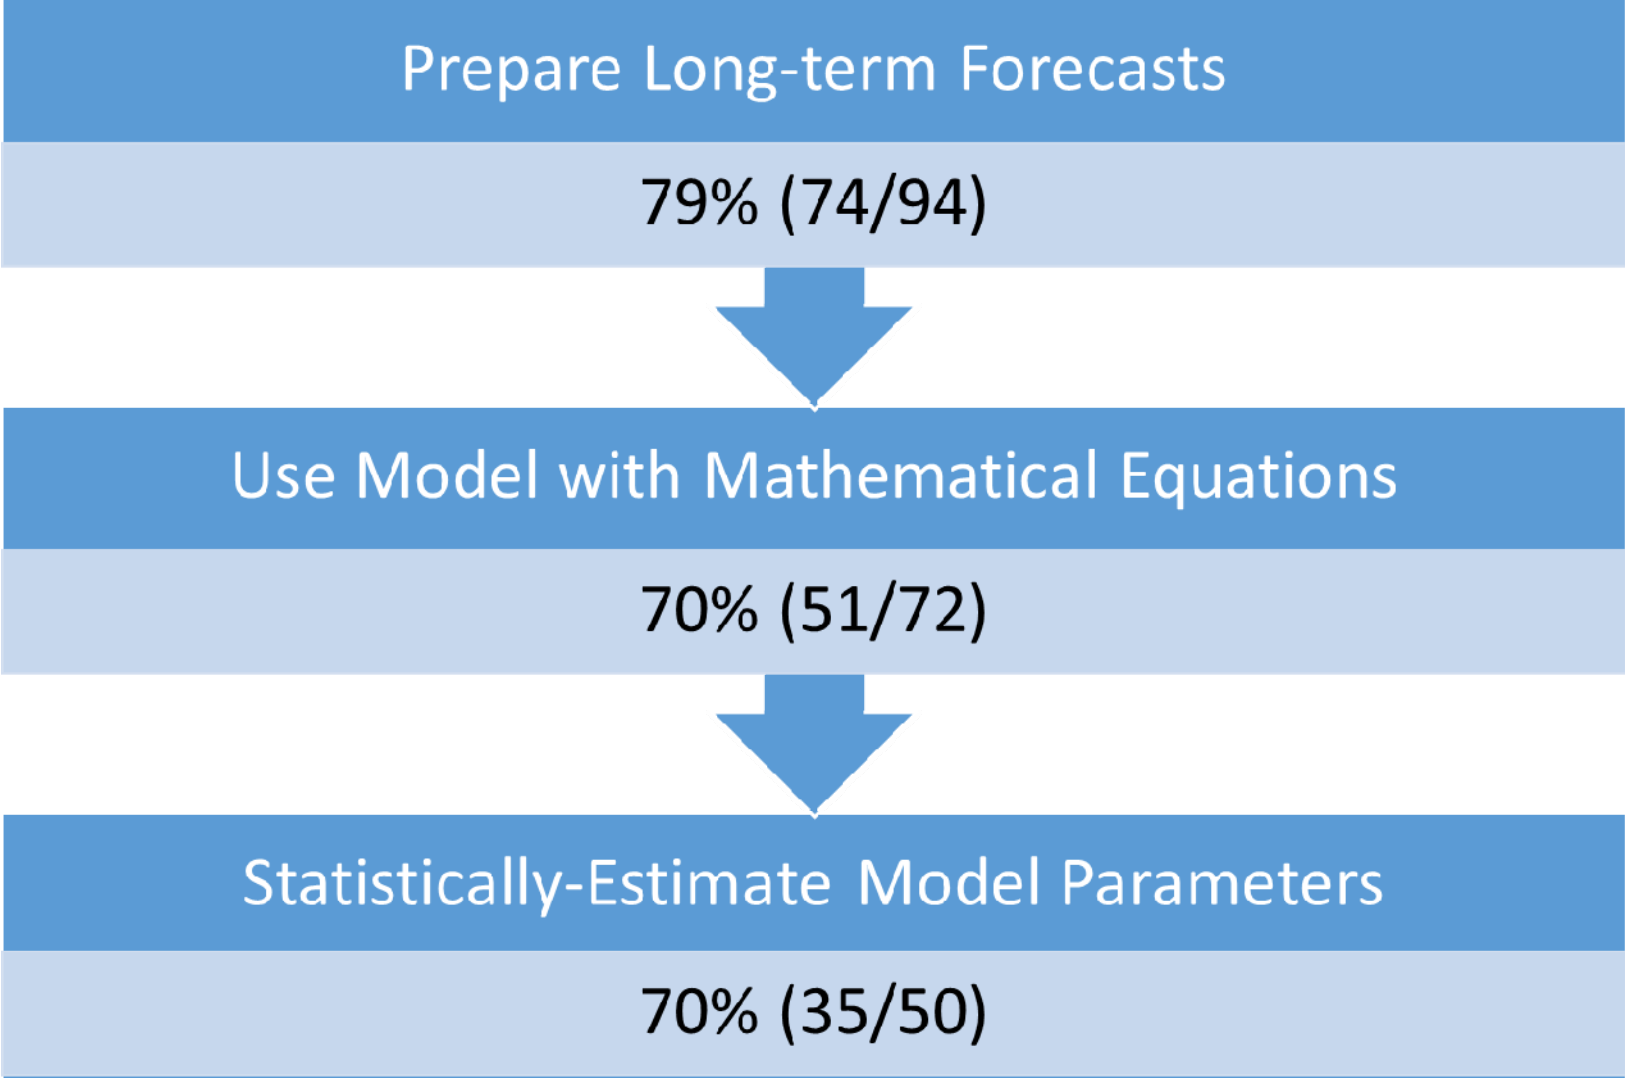 Prepare Long-term Forecasts
79% (74/94)
Use Model with Mathematical Equations
70% (51/72)
Statistically-Estimate Model Parameters
70% (35/50)